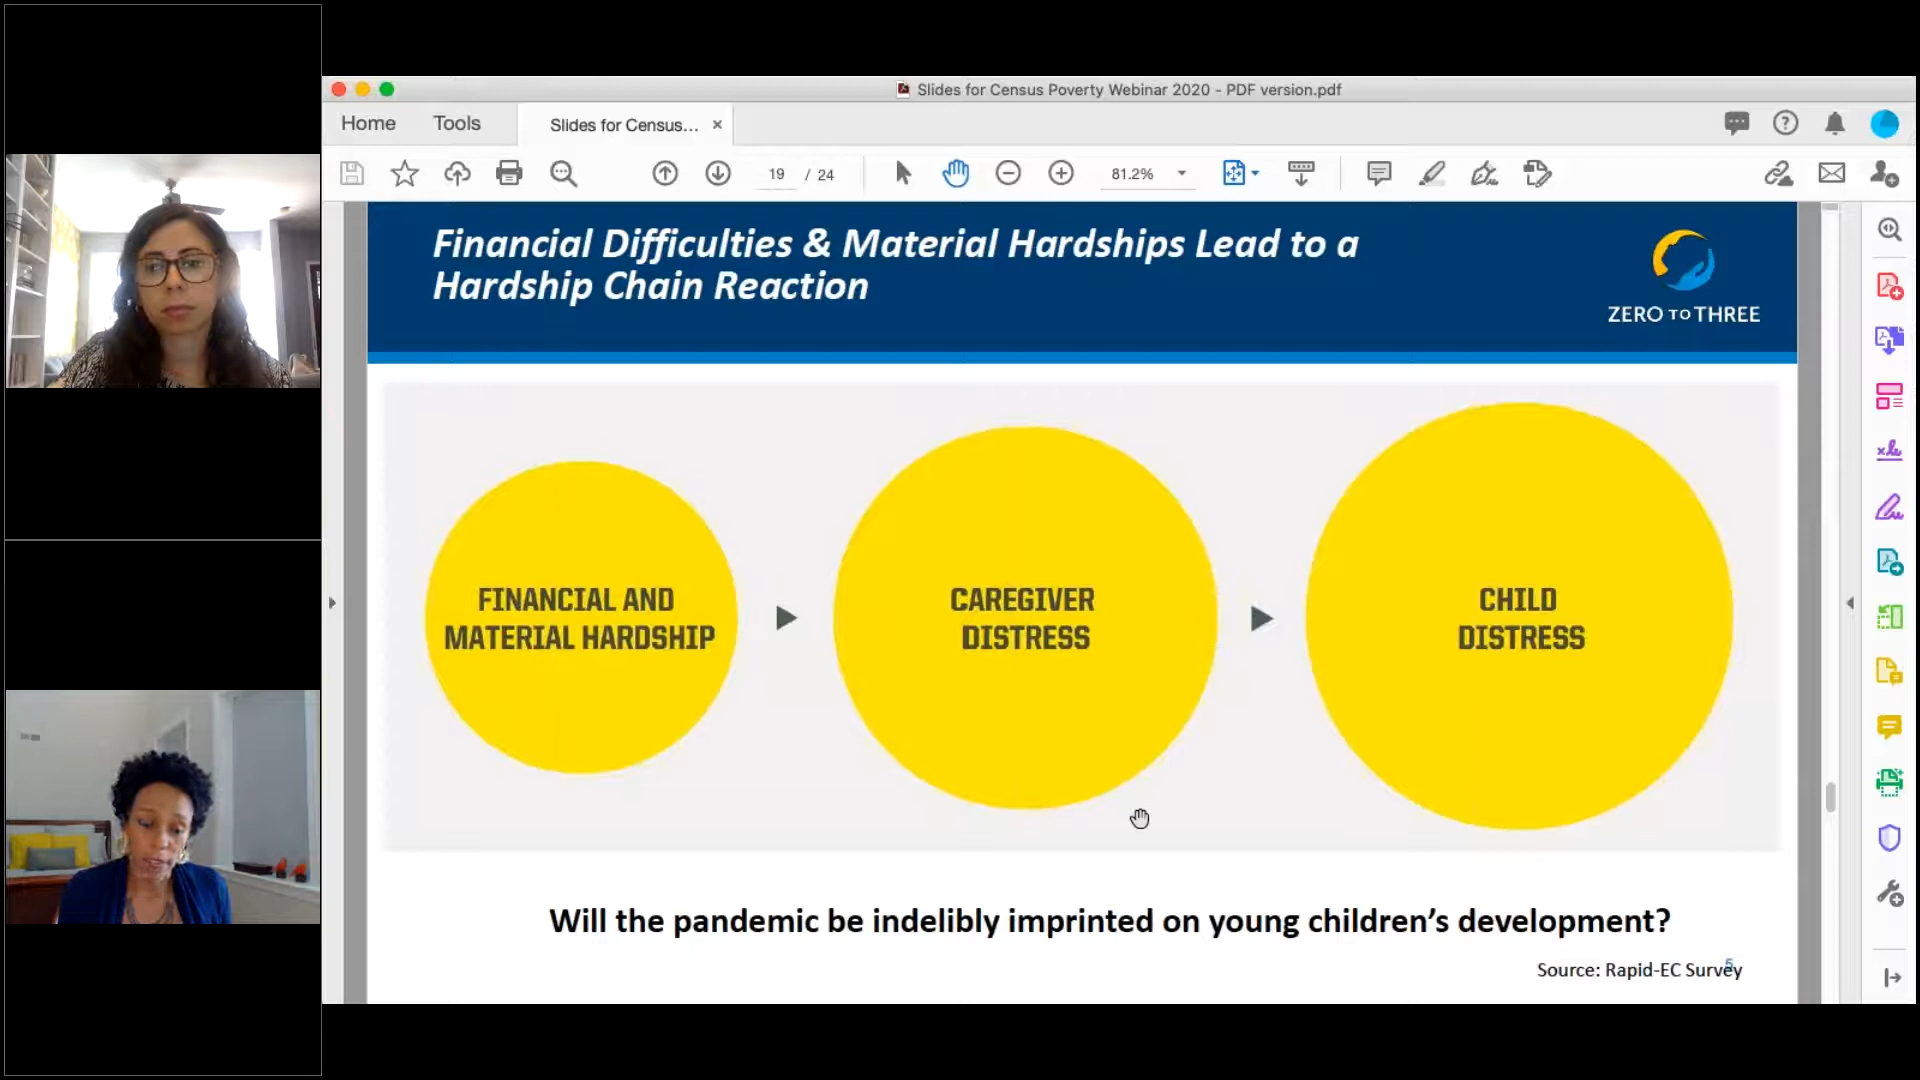 Slides for Census Poverty Webinar 2020 - PDF version.pdf
Home Tools Slides for Census... ×
19 / 24 81.2%
Financial Difficulties & Material Hardships Lead to a
Hardship Chain Reaction
ZERO TO THREE
FINANCIAL AND
MATERIAL HARDSHIP
CAREGIVER
DISTRESS
CHILD
DISTRESS
Will the pandemic be indelibly imprinted on young children’s development?
Source: Rapid-EC Survey
5